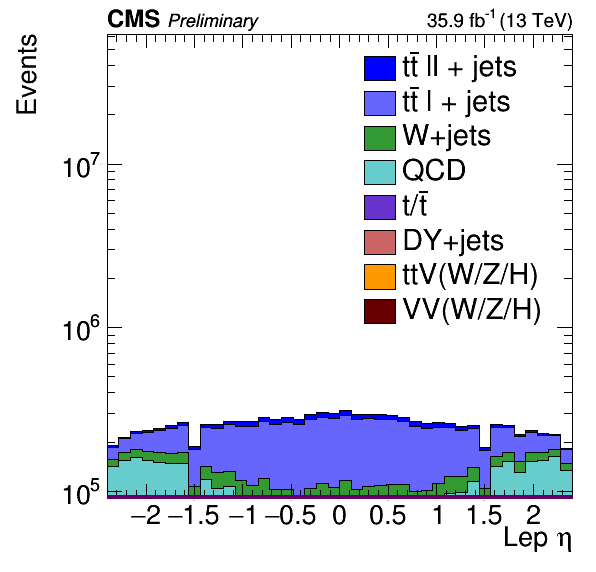 CMS Preliminary 35.9 fb⁻¹ (13 TeV)
Events
tt̄ ll + jets
tt̄ l + jets
W+jets
QCD
t/t̄
DY+jets
ttV(W/Z/H)
VV(W/Z/H)
10⁷
10⁶
10⁵
−2 −1.5 −1 −0.5 0 0.5 1 1.5 2
Lep η